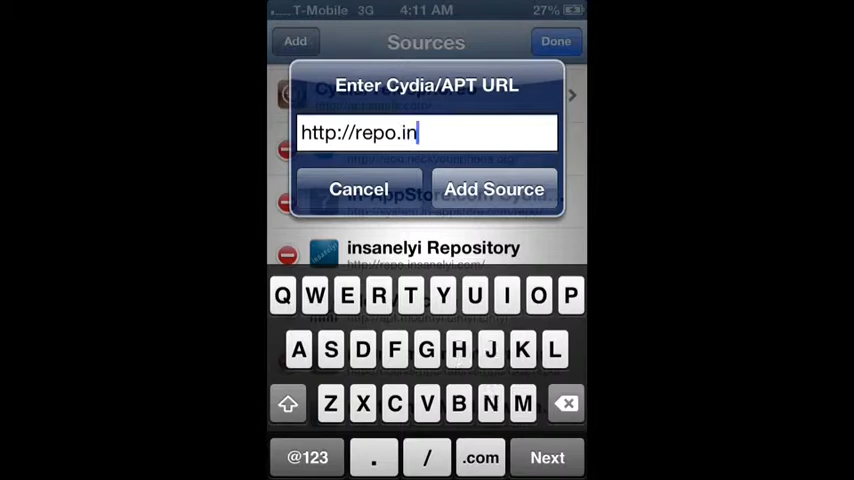 T-Mobile 3G 4:11 AM 27%
Add Sources Done
Enter Cydia/APT URL
http://repo.in
Cancel Add Source
insanelyi Repository
http://repo.insanelyi.com/
Q W E R T Y U I O P
A S D F G H J K L
Z X C V B N M
@123 . / .com Next